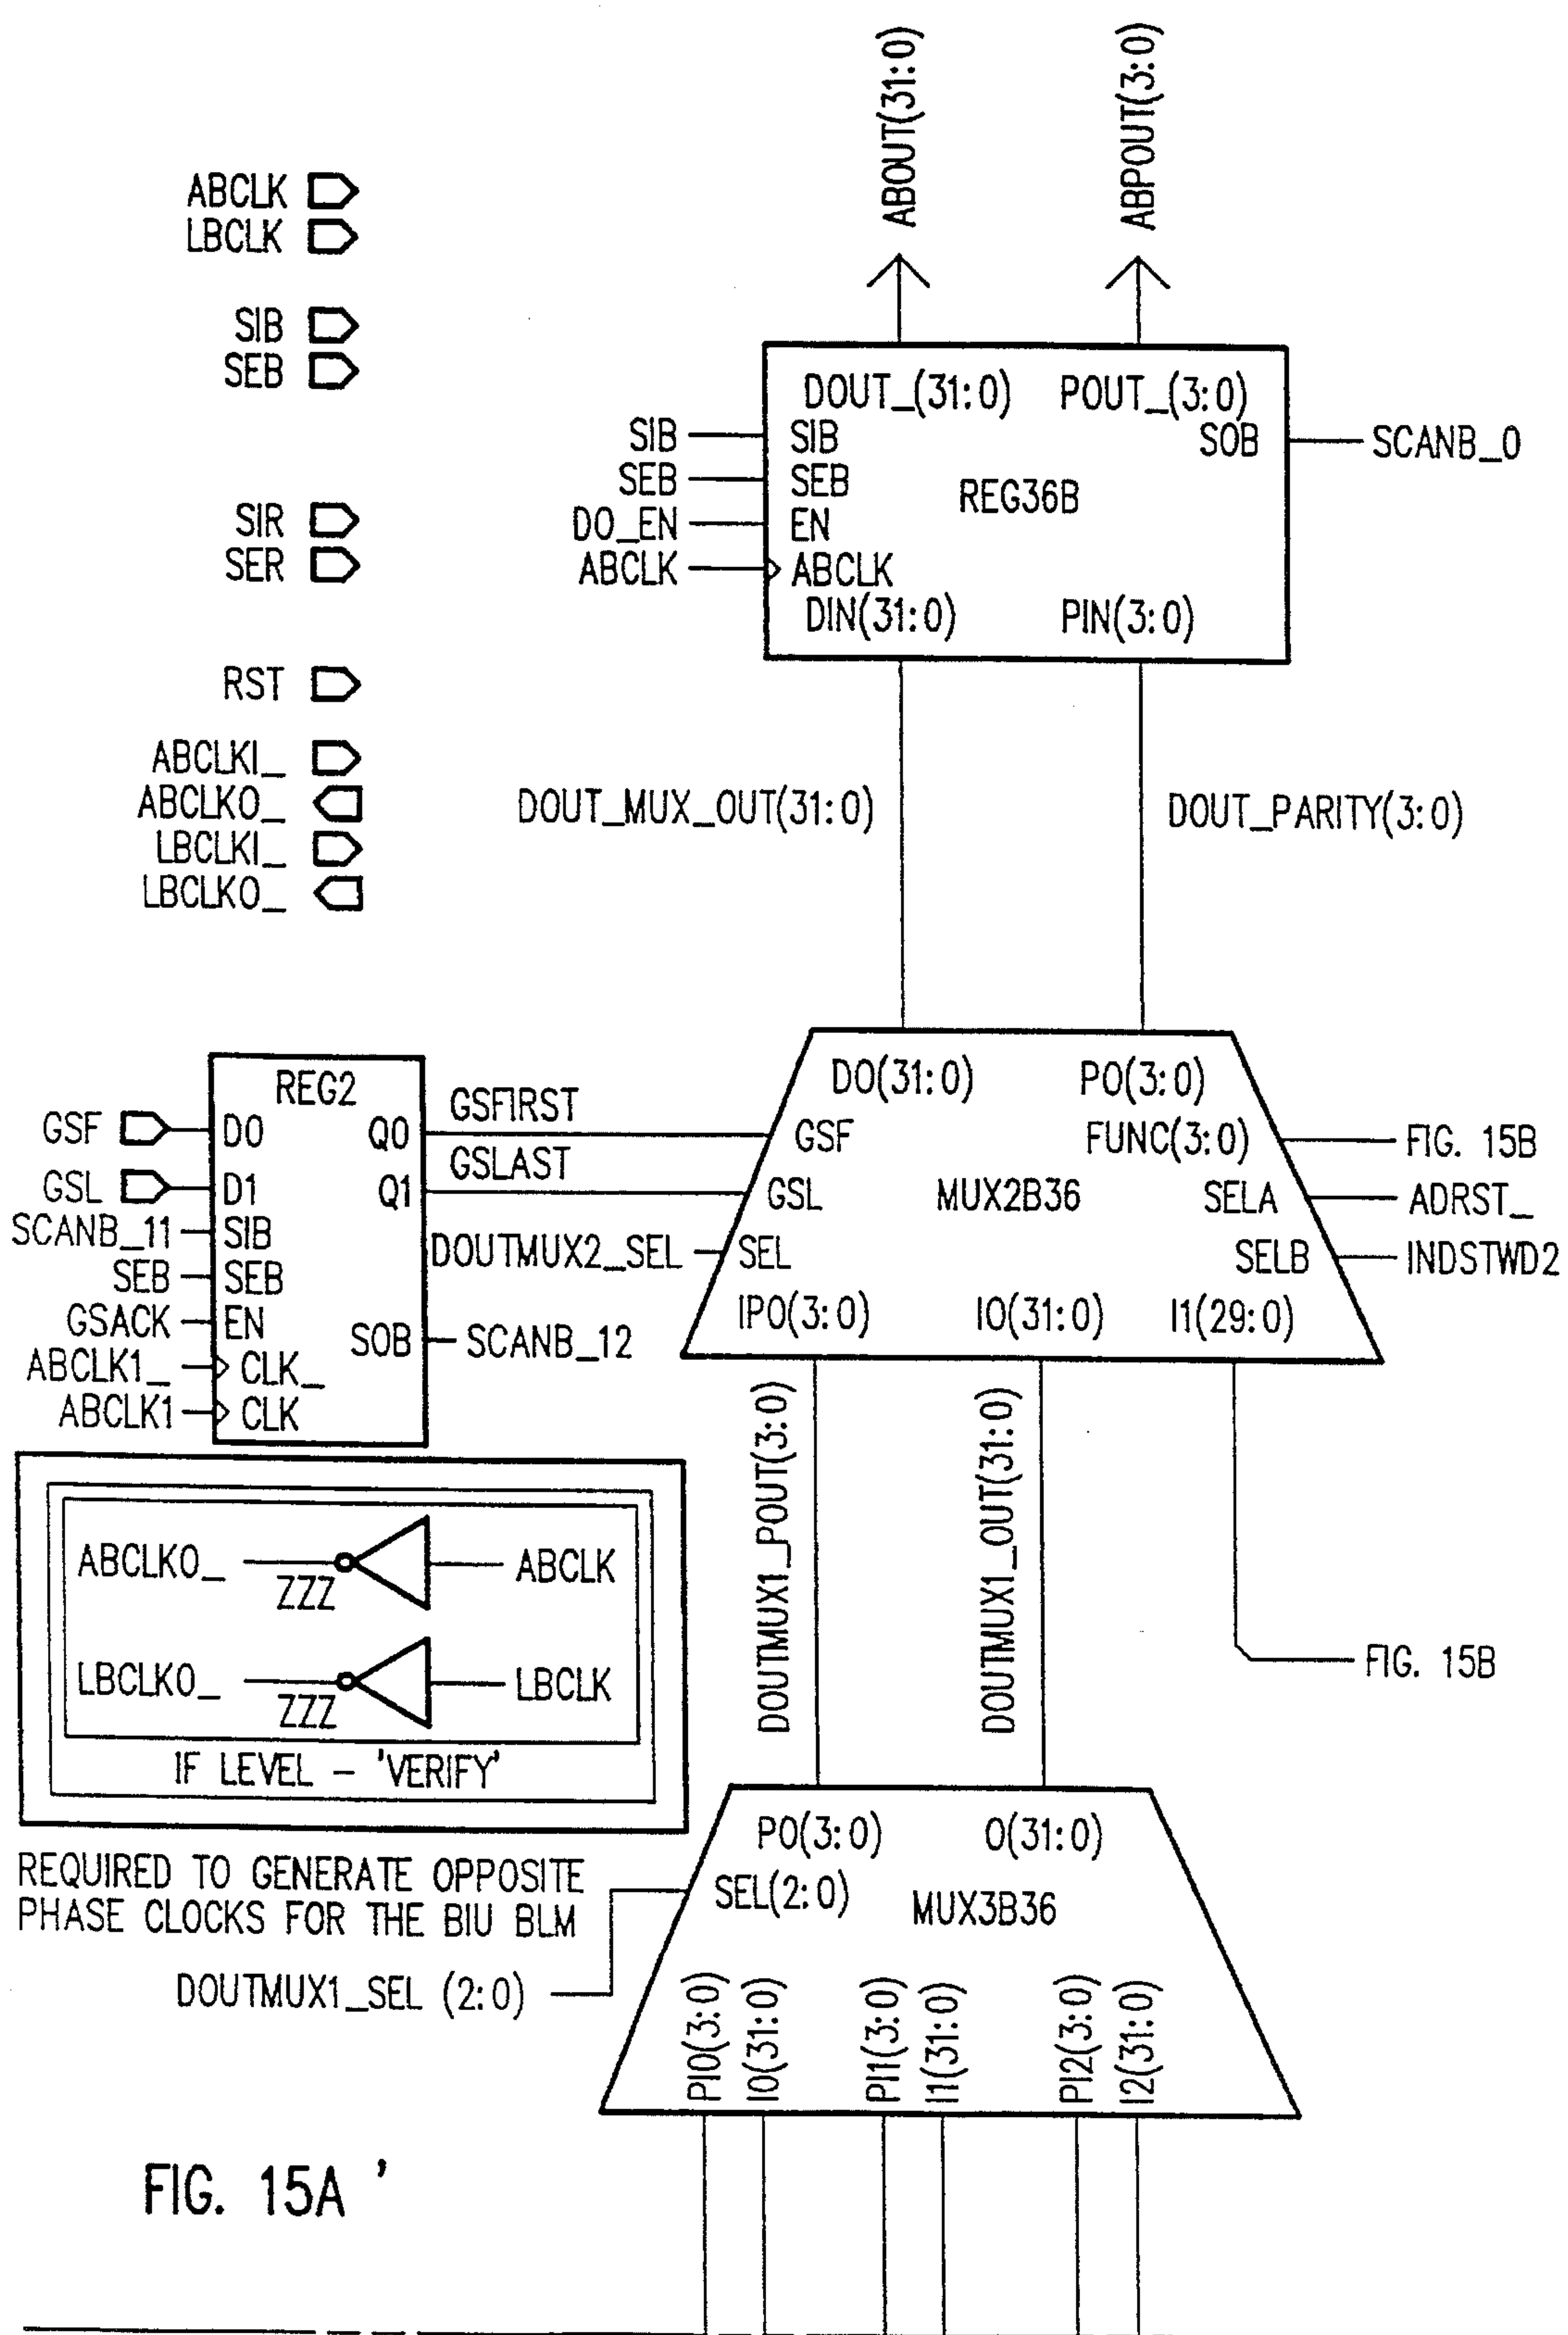 ABOUT(31:0)
ABPOUT(3:0)
ABCLK
LBCLK
SIB
SEB
SIR
SER
RST
ABCLKI_
ABCLKO_
LBCLKI_
LBCLKO_
DOUT_(31:0) POUT_(3:0)
SIB SIB SOB SCANB_0
SEB SEB REG36B
DO_EN EN
ABCLK ABCLK
DIN(31:0) PIN(3:0)
DOUT_MUX_OUT(31:0) DOUT_PARITY(3:0)
REG2
GSF D0 Q0 GSFIRST
GSL D1 Q1 GSLAST
SCANB_11 SIB
SEB SEB
GSACK EN
SOB SCANB_12
ABCLK1_ CLK_
ABCLK1 CLK
DO(31:0) PO(3:0)
GSF FUNC(3:0) FIG. 15B
GSL MUX2B36 SELA ADRST_
DOUTMUX2_SEL SEL SELB INDSTWD2
IPO(3:0) IO(31:0) I1(29:0)
DOUTMUX1_POUT(3:0)
DOUTMUX1_OUT(31:0)
FIG. 15B
ABCLKO_ ZZZ ABCLK
LBCLKO_ ZZZ LBCLK
IF LEVEL - 'VERIFY'
REQUIRED TO GENERATE OPPOSITE
PHASE CLOCKS FOR THE BIU BLM
DOUTMUX1_SEL (2:0)
PO(3:0) O(31:0)
SEL(2:0) MUX3B36
PI0(3:0)
I0(31:0)
PI1(3:0)
I1(31:0)
PI2(3:0)
I2(31:0)
FIG. 15A '